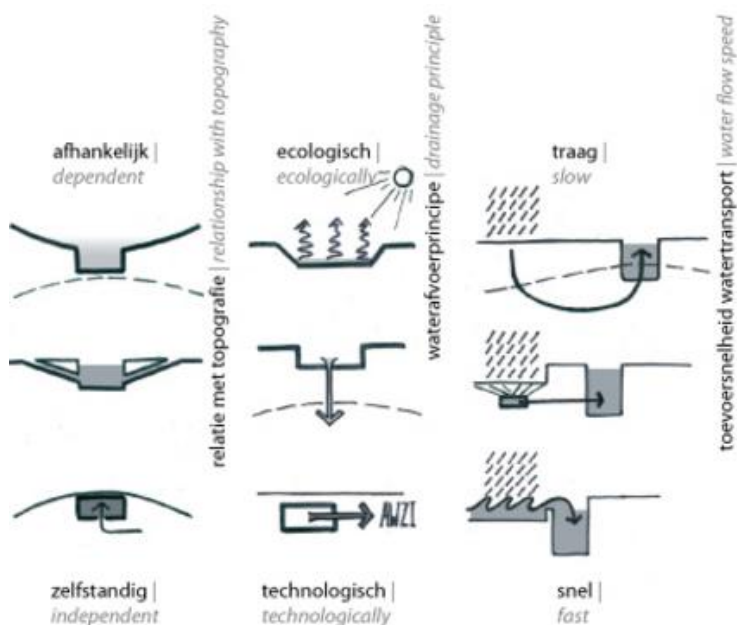 afhankelijk |
dependent
relatie met topografie | relationship with topography
zelfstandig |
independent
ecologisch |
ecologically
waterafvoerprincipe | drainage principle
AWZI
technologisch |
technologically
traag |
slow
toevoersnelheid watertransport | water flow speed
snel |
fast